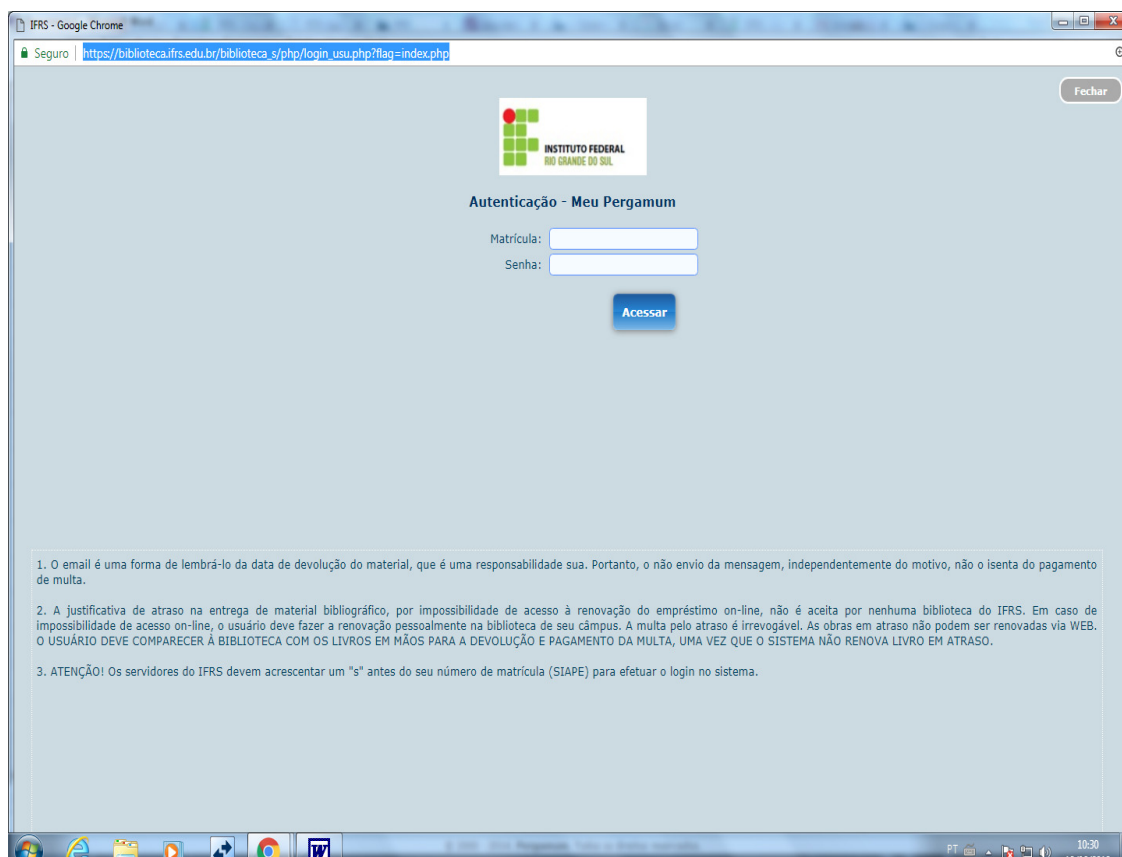 IFRS - Google Chrome
Seguro
https://biblioteca.ifrs.edu.br/biblioteca_s/php/login_usu.php?flag=index.php
Fechar
INSTITUTO FEDERAL
RIO GRANDE DO SUL
Autenticação - Meu Pergamum
Matrícula:
Senha:
Acessar
1. O email é uma forma de lembrá-lo da data de devolução do material, que é uma responsabilidade sua. Portanto, o não envio da mensagem, independentemente do motivo, não o isenta do pagamento
de multa.
2. A justificativa de atraso na entrega de material bibliográfico, por impossibilidade de acesso à renovação do empréstimo on-line, não é aceita por nenhuma biblioteca do IFRS. Em caso de
impossibilidade de acesso on-line, o usuário deve fazer a renovação pessoalmente na biblioteca de seu câmpus. A multa pelo atraso é irrevogável. As obras em atraso não podem ser renovadas via WEB.
O USUÁRIO DEVE COMPARECER À BIBLIOTECA COM OS LIVROS EM MÃOS PARA A DEVOLUÇÃO E PAGAMENTO DA MULTA, UMA VEZ QUE O SISTEMA NÃO RENOVA LIVRO EM ATRASO.
3. ATENÇÃO! Os servidores do IFRS devem acrescentar um "s" antes do seu número de matrícula (SIAPE) para efetuar o login no sistema.
PT
10:30